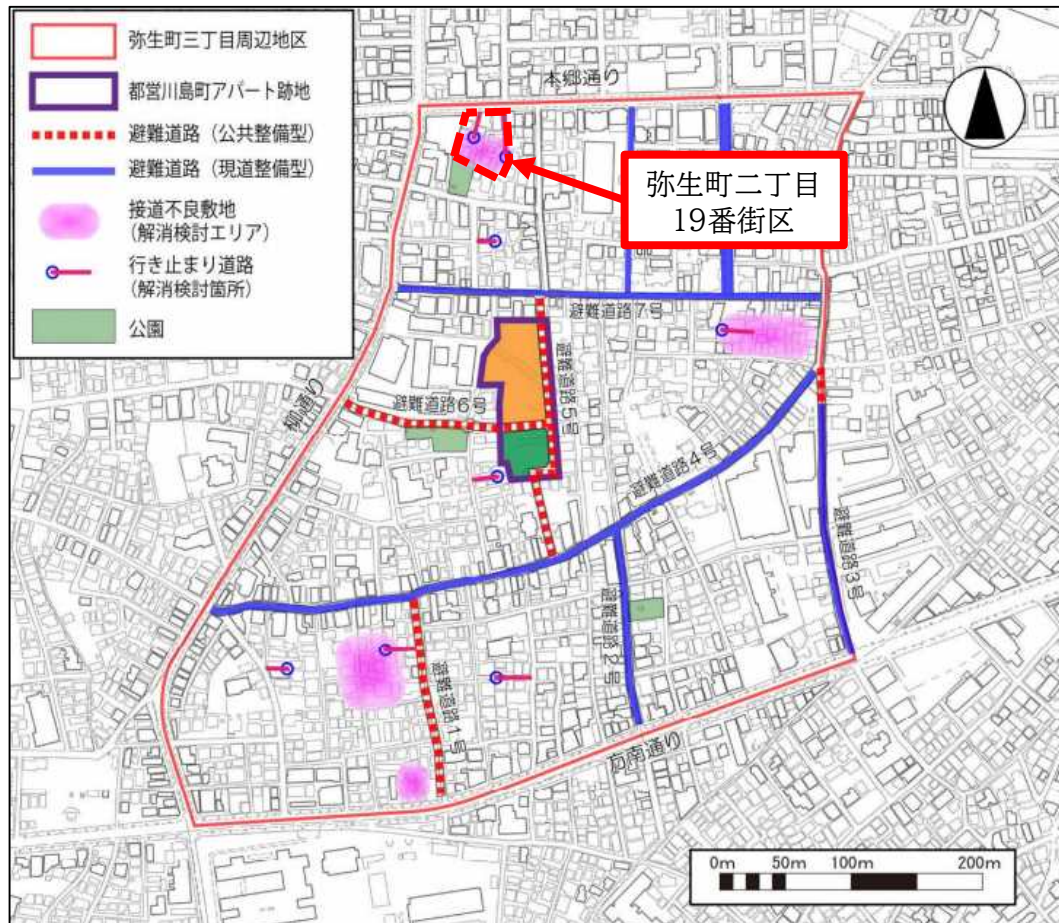 弥生町三丁目周辺地区
都営川島町アパート跡地
避難道路（公共整備型）
避難道路（現道整備型）
接道不良敷地
（解消検討エリア）
行き止まり道路
（解消検討箇所）
公園
本郷通り
弥生町二丁目
19番街区
避難道路7号
避難道路5号
避難道路6号
柳通り
避難道路4号
避難道路3号
避難道路2号
避難道路1号
方南通り
0m 50m 100m 200m